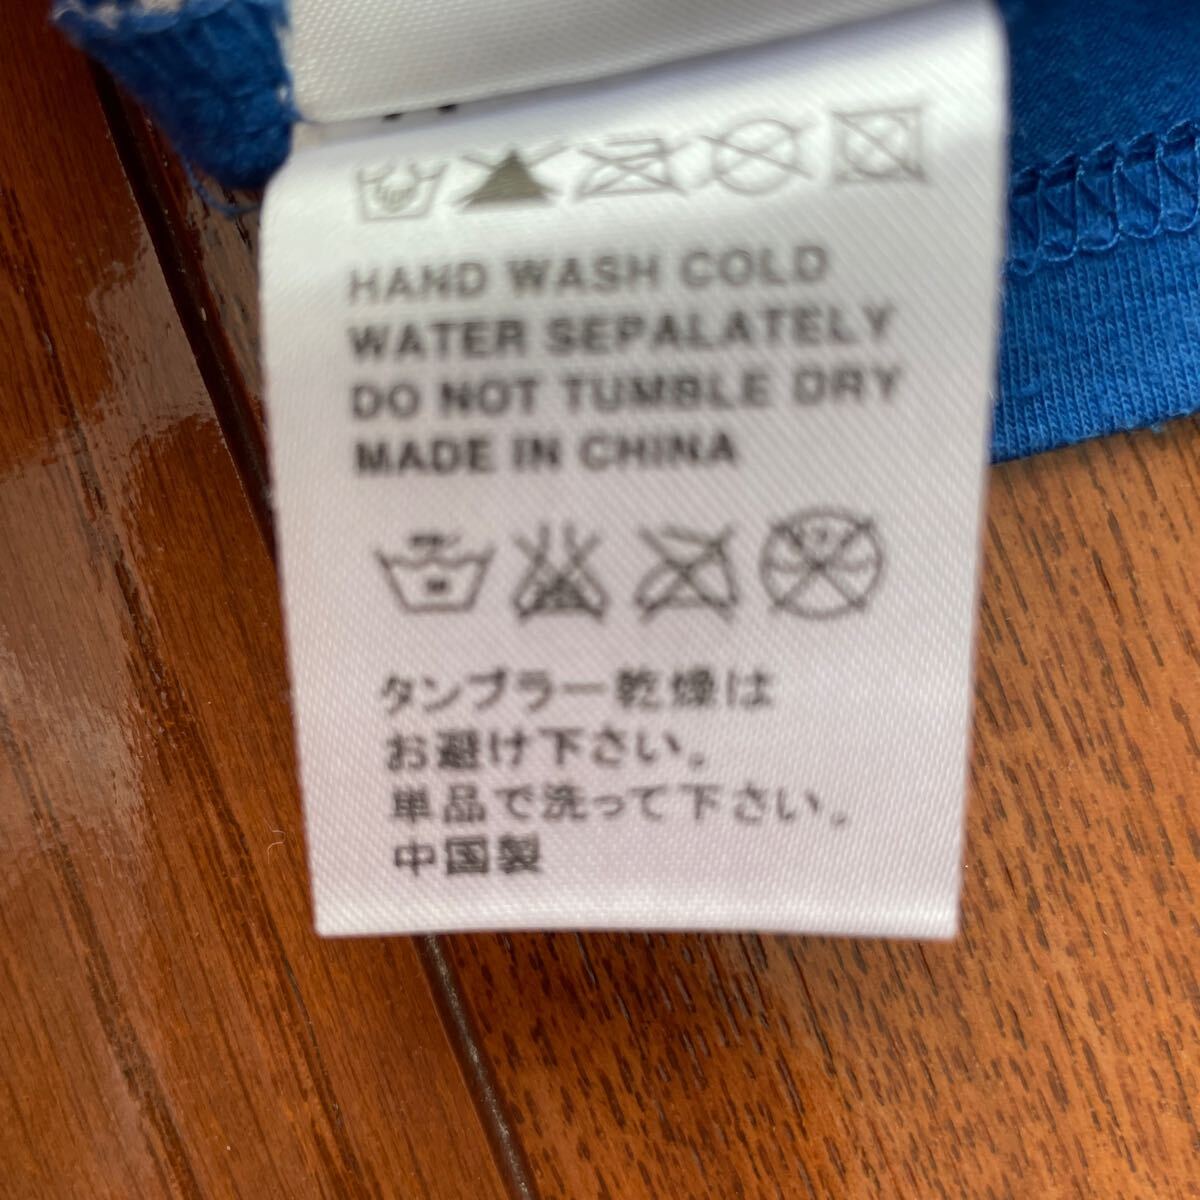 HAND WASH COLD
WATER SEPALATELY
DO NOT TUMBLE DRY
MADE IN CHINA
タンブラー乾燥は
お避け下さい。
単品で洗って下さい。
中国製